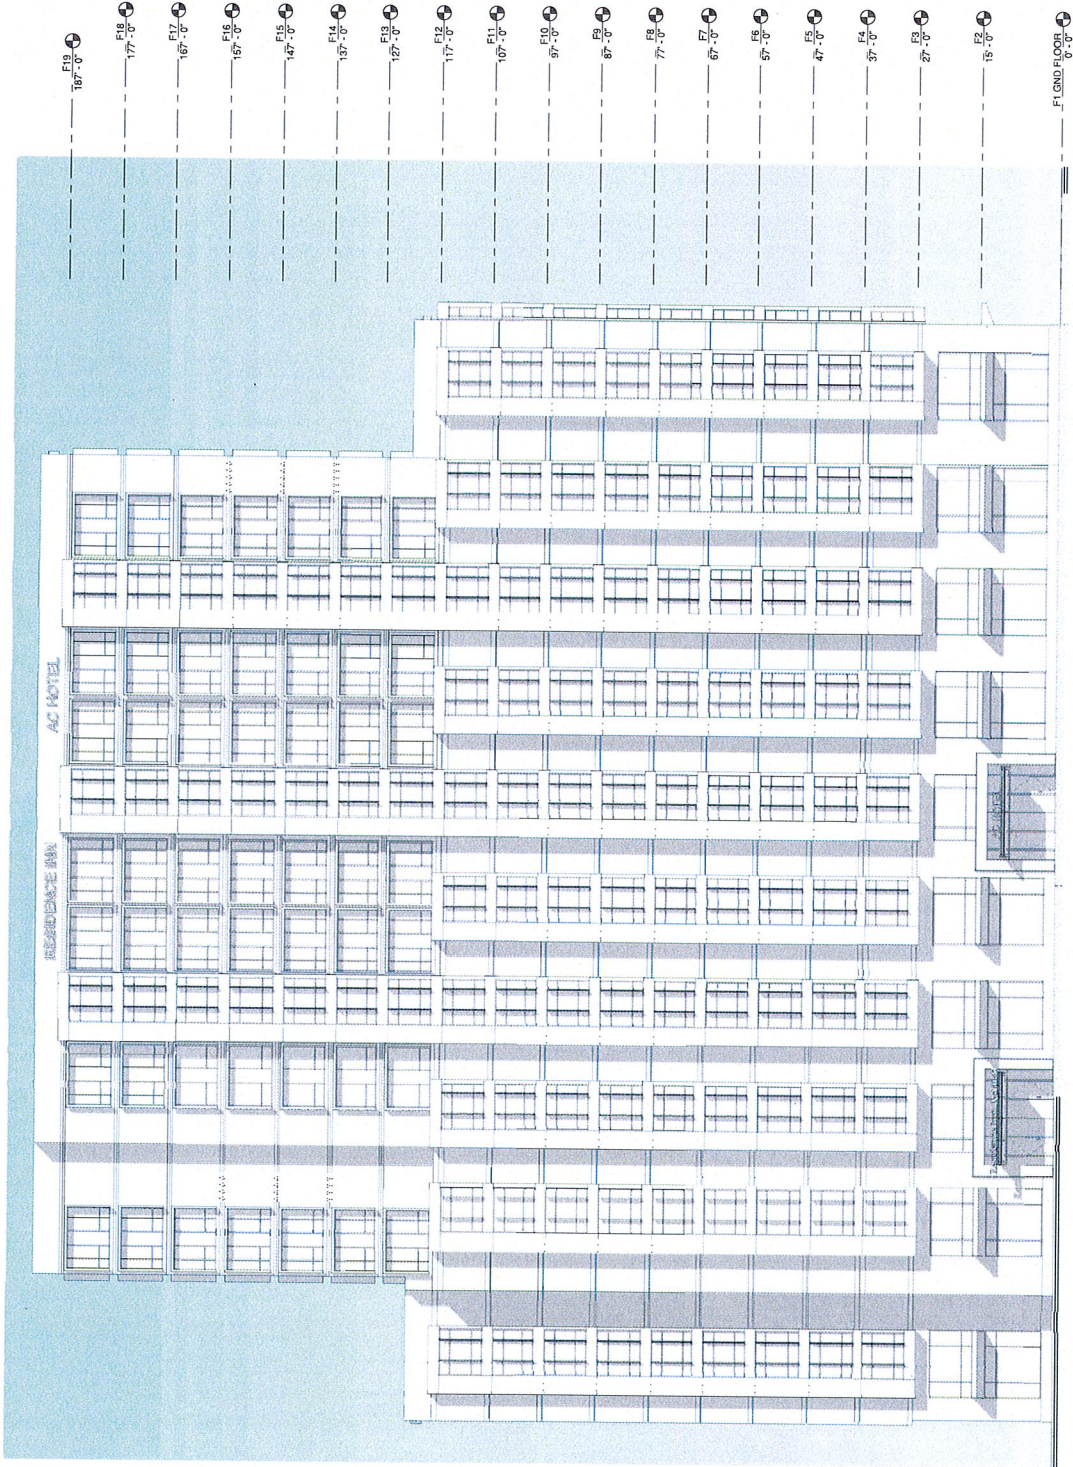 F19
187' - 0"
F18
177' - 0"
F17
167' - 0"
F16
157' - 0"
F15
147' - 0"
F14
137' - 0"
F13
127' - 0"
F12
117' - 0"
F11
107' - 0"
F10
97' - 0"
F9
87' - 0"
F8
77' - 0"
F7
67' - 0"
F6
57' - 0"
F5
47' - 0"
F4
37' - 0"
F3
27' - 0"
F2
15' - 0"
F1 GND FLOOR
0' - 0"
RESIDENCE INN
AC HOTEL